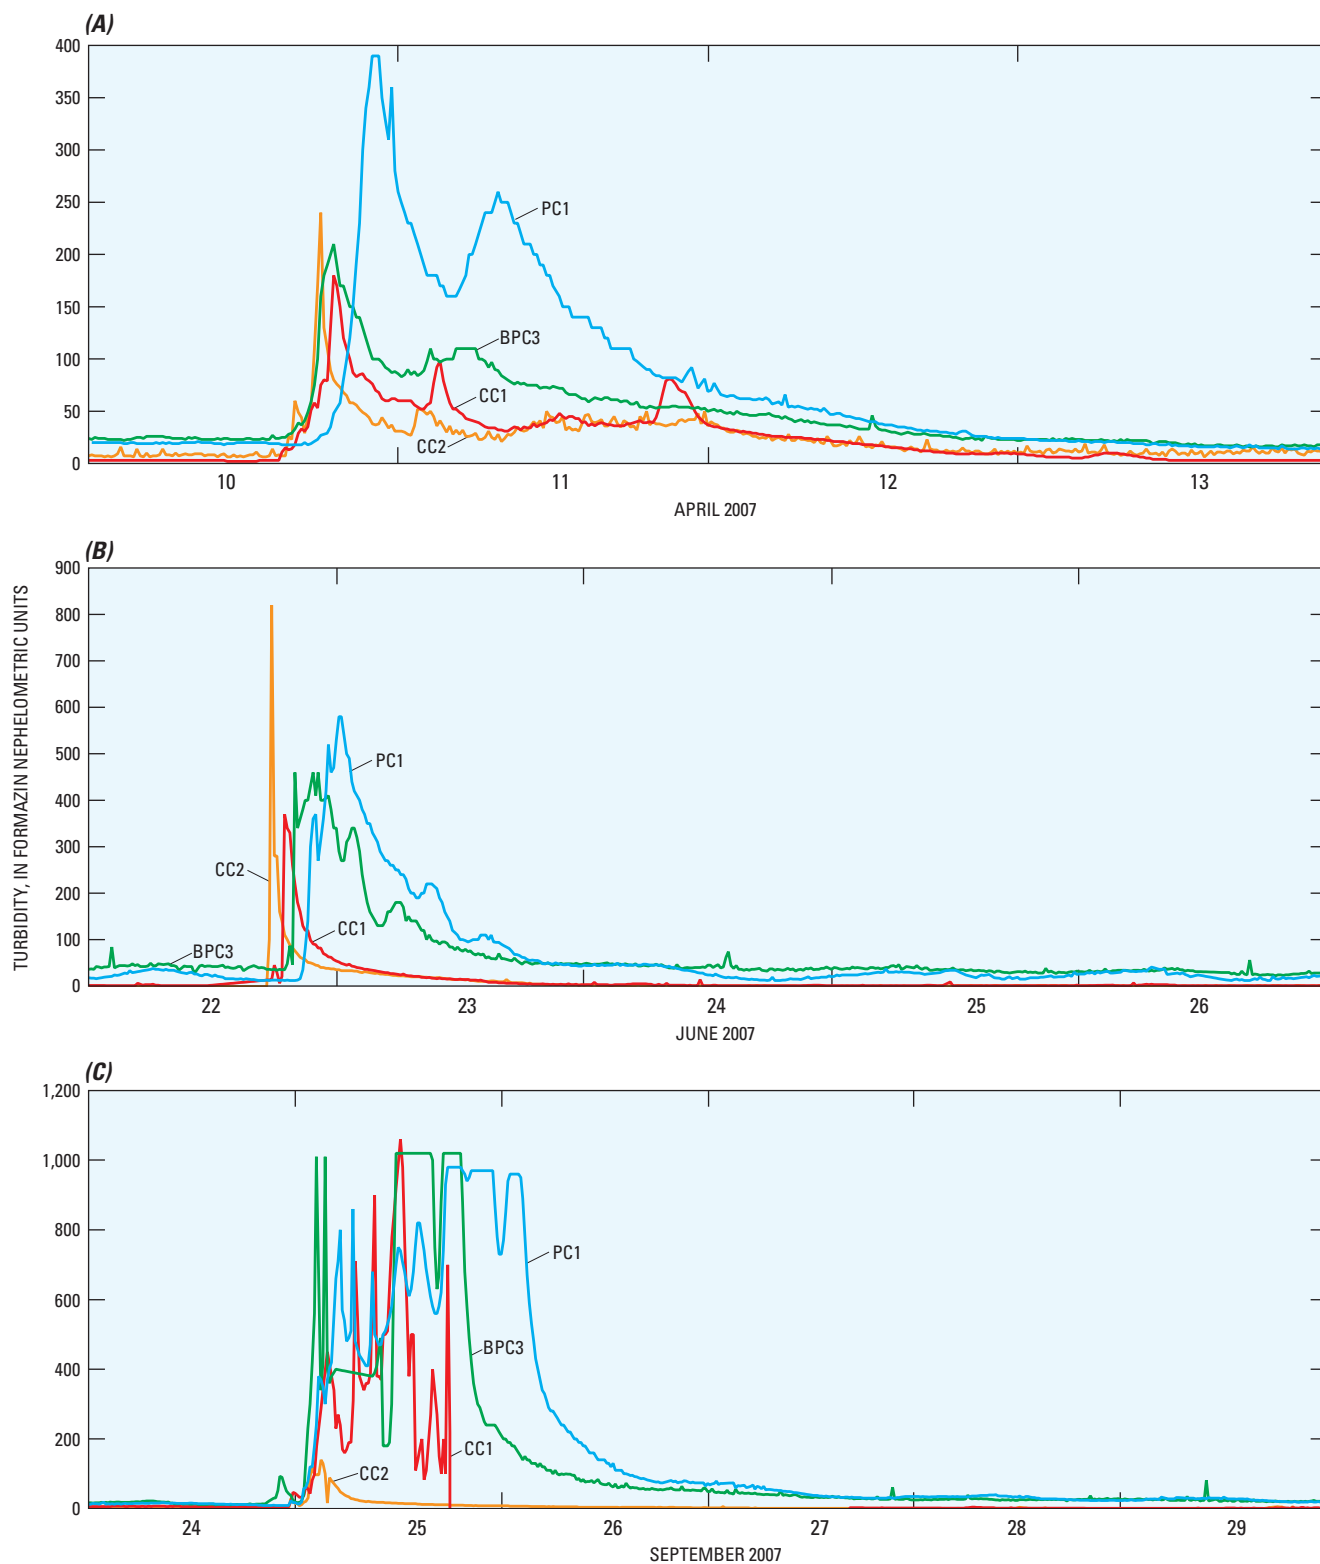 (A)
400
350
300
250
200
150
100
50
0
PC1
BPC3
CC1
CC2
10 11 12 13
APRIL 2007
TURBIDITY, IN FORMAZIN NEPHELOMETRIC UNITS
(B)
900
800
700
600
500
400
300
200
100
0
PC1
CC2
CC1
BPC3
22 23 24 25 26
JUNE 2007
(C)
1,200
1,000
800
600
400
200
0
PC1
BPC3
CC1
CC2
24 25 26 27 28 29
SEPTEMBER 2007